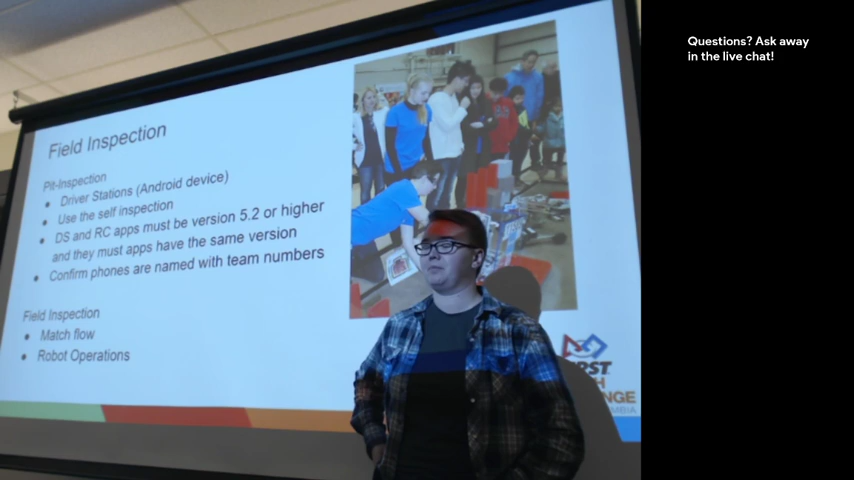 Field Inspection
Pit-Inspection
● Driver Stations (Android device)
● Use the self inspection
● DS and RC apps must be version 5.2 or higher
and they must apps have the same version
● Confirm phones are named with team numbers
Field Inspection
● Match flow
● Robot Operations
Questions? Ask away
in the live chat!